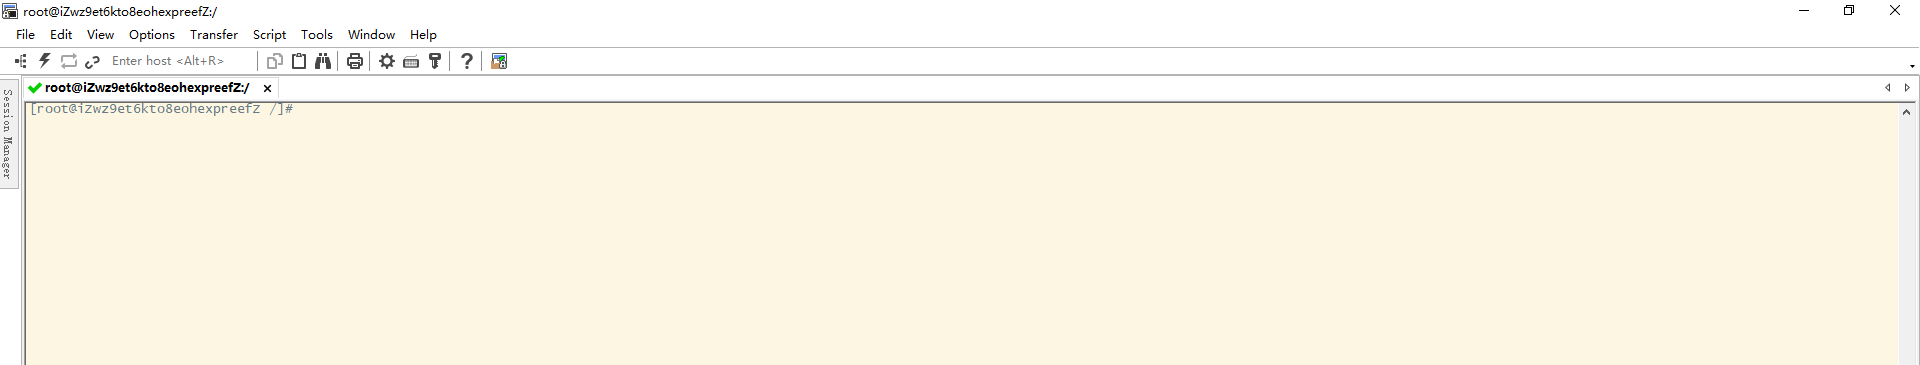 root@iZwz9et6kto8eohexpreefZ:/
File Edit View Options Transfer Script Tools Window Help
Enter host <Alt+R>
Session Manager
root@iZwz9et6kto8eohexpreefZ:/
[root@iZwz9et6kto8eohexpreefZ /]#